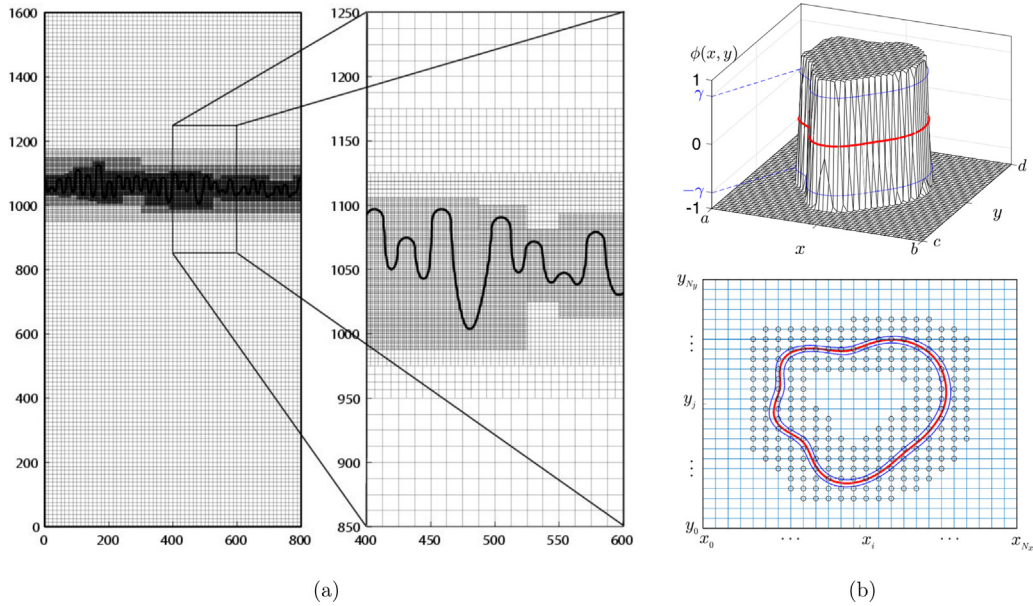 1600
1400
1200
1000
800
600
400
200
0
0 200 400 600 800
1250
1200
1150
1100
1050
1000
950
900
850
400 450 500 550 600
(a)
ϕ(x, y)
1
γ
0
−γ
-1
a
x
b
c
y
d
y_{N_y}
⋮
y_j
⋮
y_0
x_0 ⋯ x_i ⋯ x_{N_x}
(b)